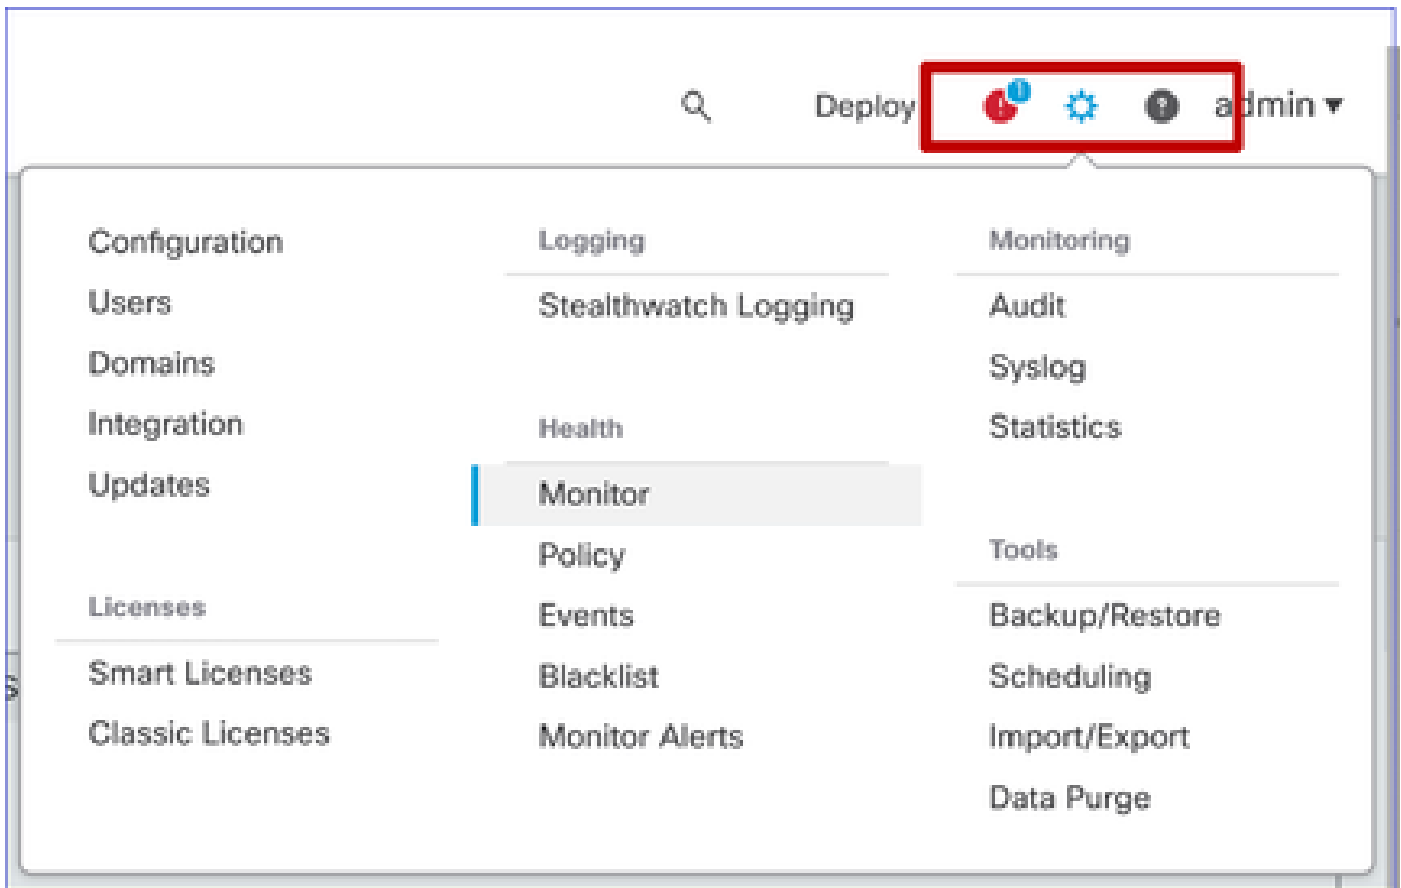 Deploy admin
Configuration
Users
Domains
Integration
Updates
Licenses
Smart Licenses
Classic Licenses
Logging
Stealthwatch Logging
Health
Monitor
Policy
Events
Blacklist
Monitor Alerts
Monitoring
Audit
Syslog
Statistics
Tools
Backup/Restore
Scheduling
Import/Export
Data Purge